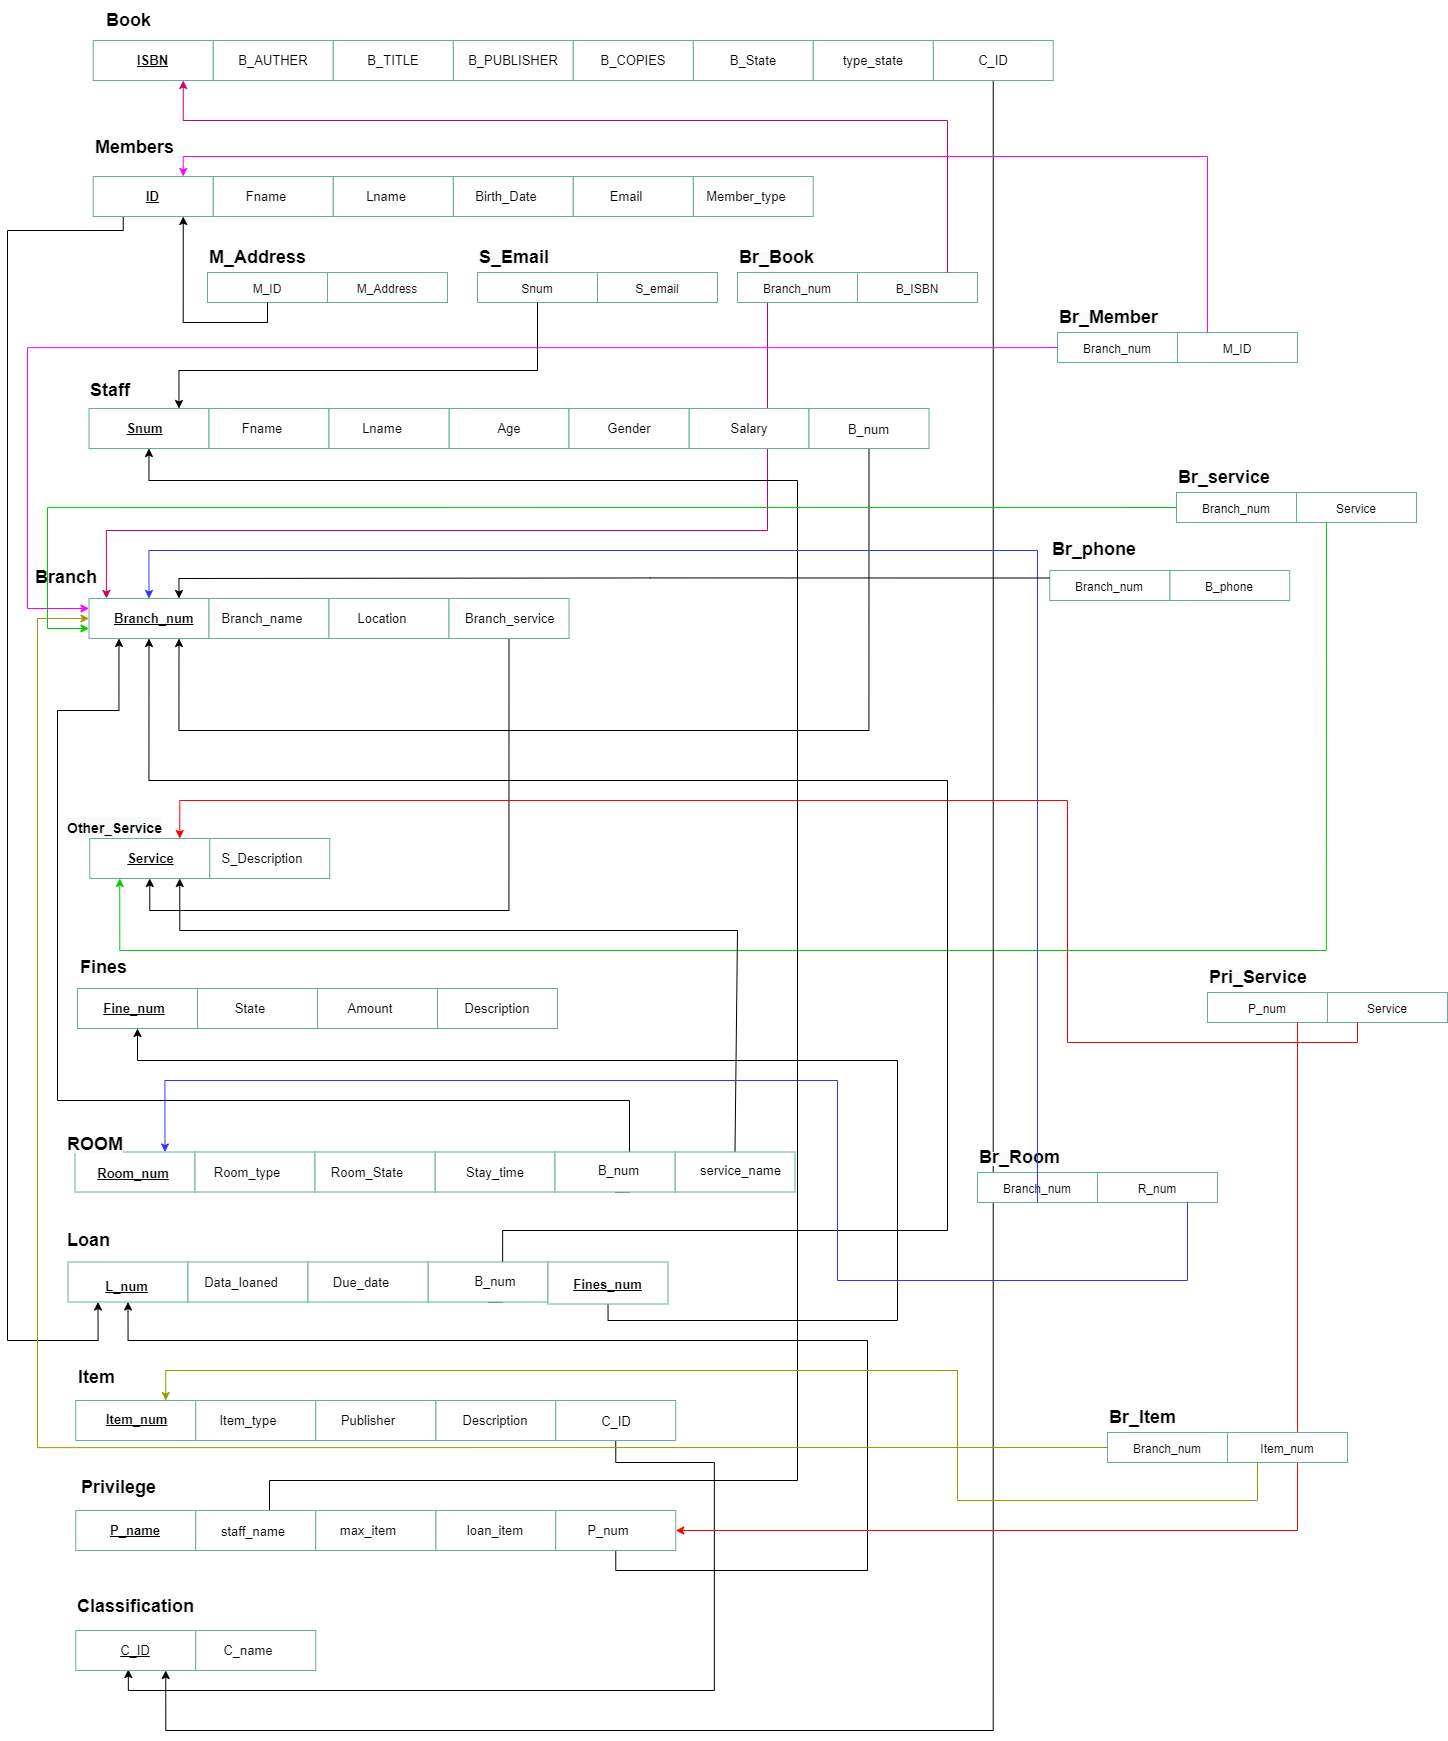 Book
ISBN B_AUTHER B_TITLE B_PUBLISHER B_COPIES B_State type_state C_ID
Members
ID Fname Lname Birth_Date Email Member_type
M_Address S_Email Br_Book
M_ID M_Address Snum S_email Branch_num B_ISBN
Br_Member
Branch_num M_ID
Staff
Snum Fname Lname Age Gender Salary B_num
Br_service
Branch_num Service
Br_phone
Branch_num B_phone
Branch
Branch_num Branch_name Location Branch_service
Other_Service
Service S_Description
Fines
Fine_num State Amount Description
Pri_Service
P_num Service
ROOM
Room_num Room_type Room_State Stay_time B_num service_name
Br_Room
Branch_num R_num
Loan
L_num Data_loaned Due_date B_num Fines_num
Item
Item_num Item_type Publisher Description C_ID
Br_Item
Branch_num Item_num
Privilege
P_name staff_name max_item loan_item P_num
Classification
C_ID C_name